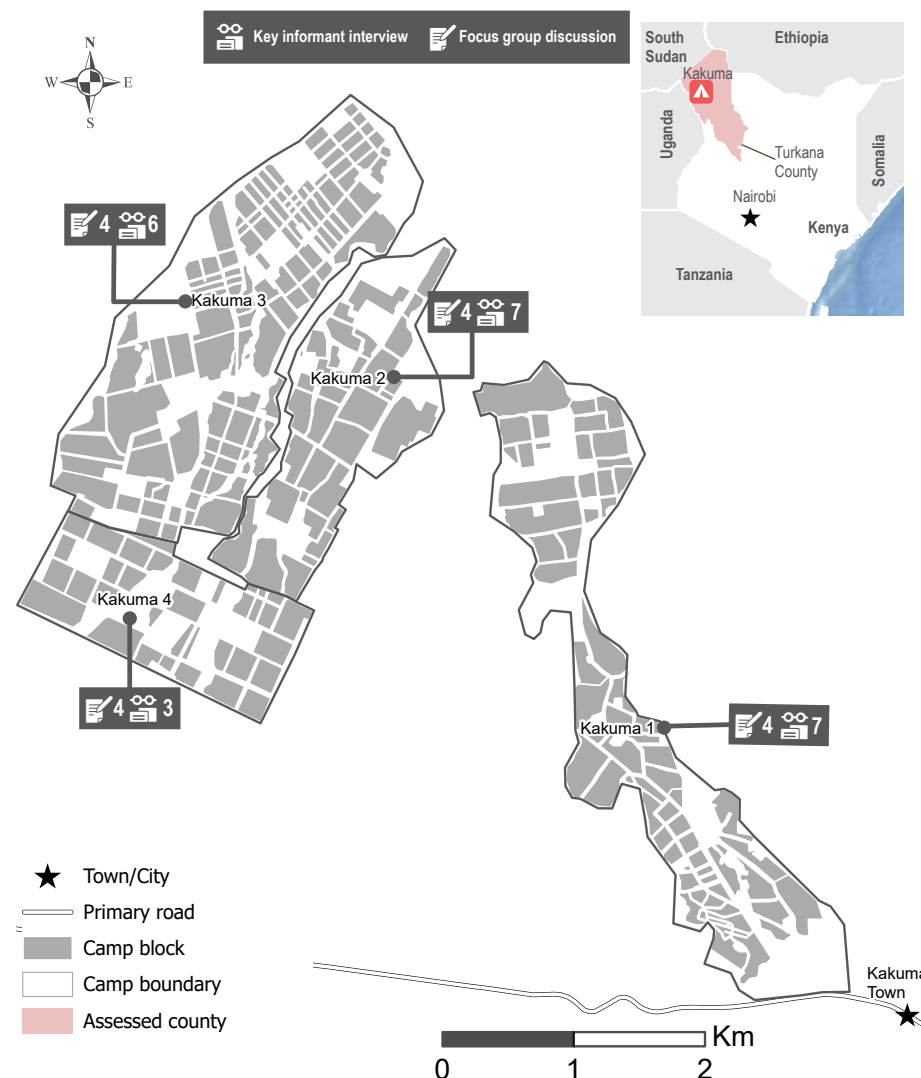 Key informant interview
Focus group discussion
N
W
E
S
South
Sudan
Ethiopia
Kakuma
Uganda
Somalia
Turkana
County
Nairobi
Kenya
Tanzania
4 6
Kakuma 3
4 7
Kakuma 2
Kakuma 4
4 3
Kakuma 1
4 7
Town/City
Primary road
Camp block
Camp boundary
Assessed county
Kakuma
Town
Km
0 1 2